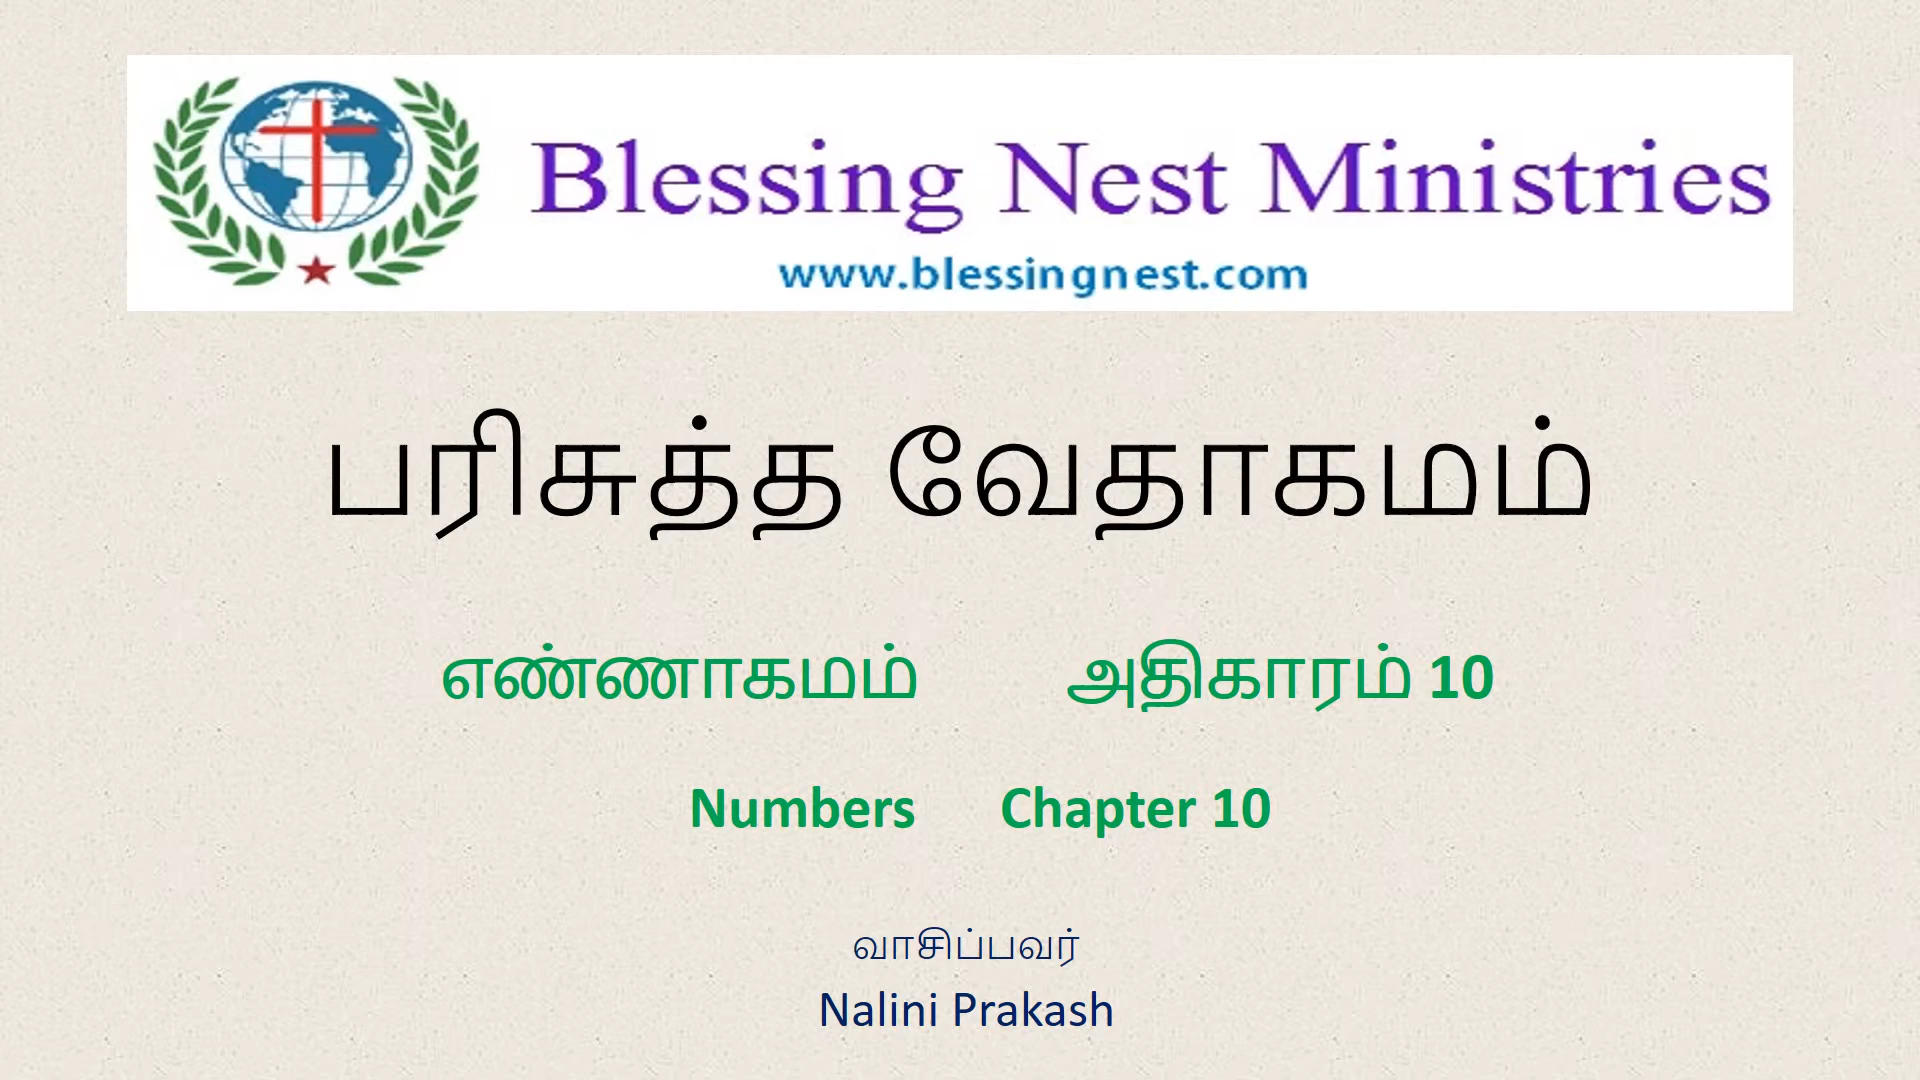 Blessing Nest Ministries
www.blessingnest.com
பரிசுத்த வேதாகமம்
எண்ணாகமம் அதிகாரம் 10
Numbers Chapter 10
வாசிப்பவர்
Nalini Prakash